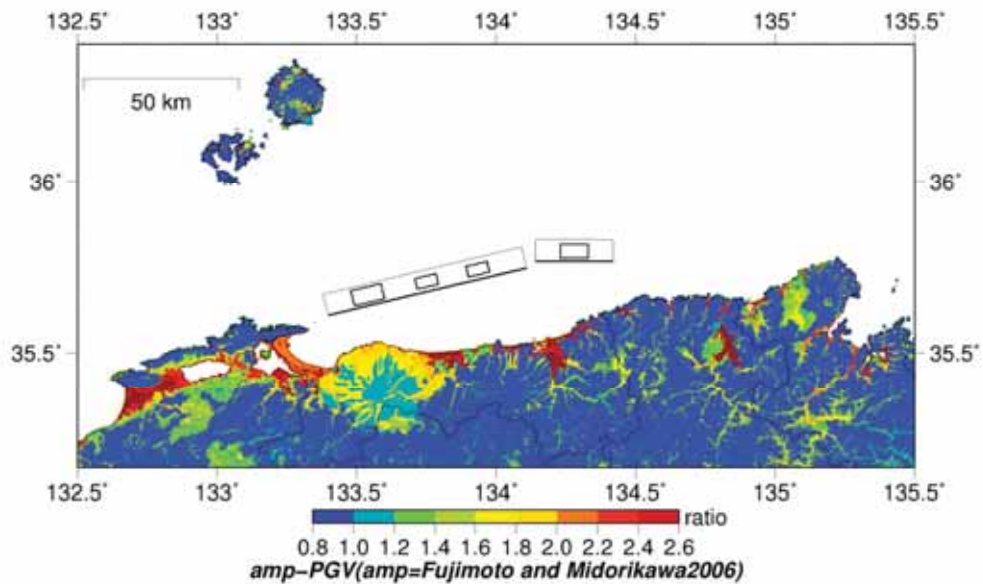 132.5° 133° 133.5° 134° 134.5° 135° 135.5°
50 km
36° 36°
35.5° 35.5°
132.5° 133° 133.5° 134° 134.5° 135° 135.5°
ratio
0.8 1.0 1.2 1.4 1.6 1.8 2.0 2.2 2.4 2.6
amp-PGV(amp=Fujimoto and Midorikawa2006)